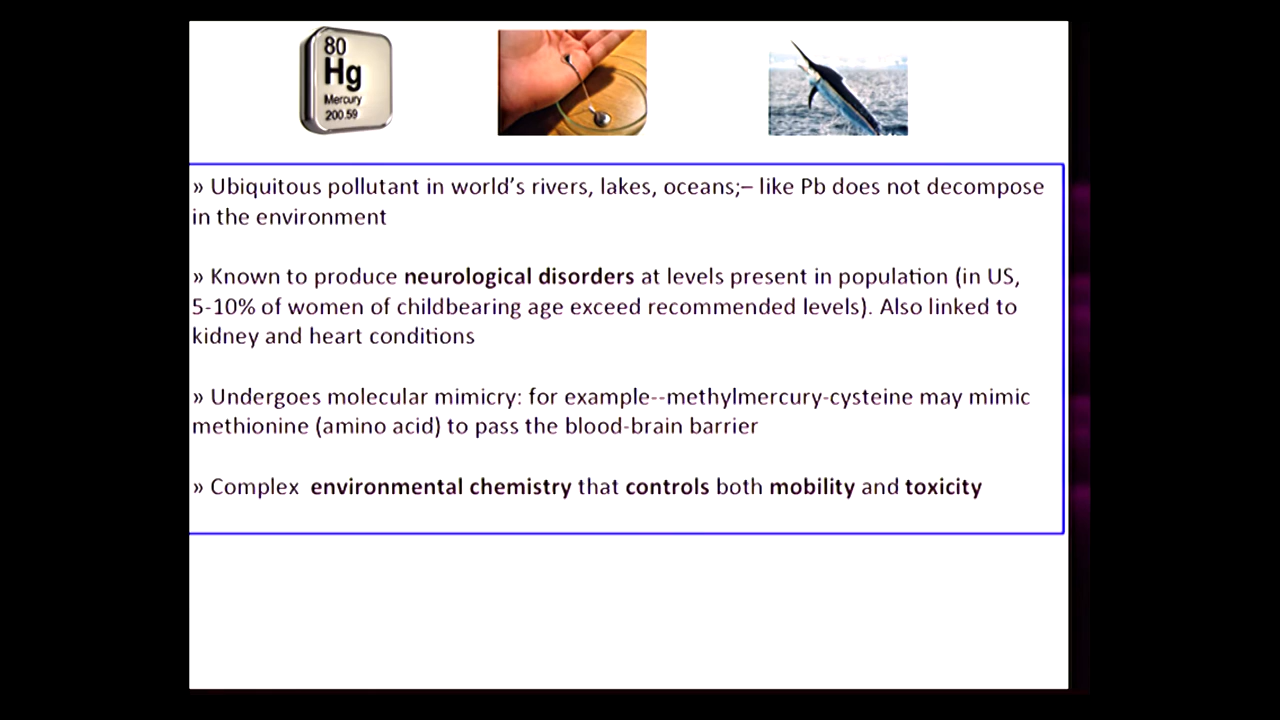 80
Hg
Mercury
200.59
» Ubiquitous pollutant in world’s rivers, lakes, oceans;– like Pb does not decompose
in the environment
» Known to produce neurological disorders at levels present in population (in US,
5-10% of women of childbearing age exceed recommended levels). Also linked to
kidney and heart conditions
» Undergoes molecular mimicry: for example--methylmercury-cysteine may mimic
methionine (amino acid) to pass the blood-brain barrier
» Complex environmental chemistry that controls both mobility and toxicity